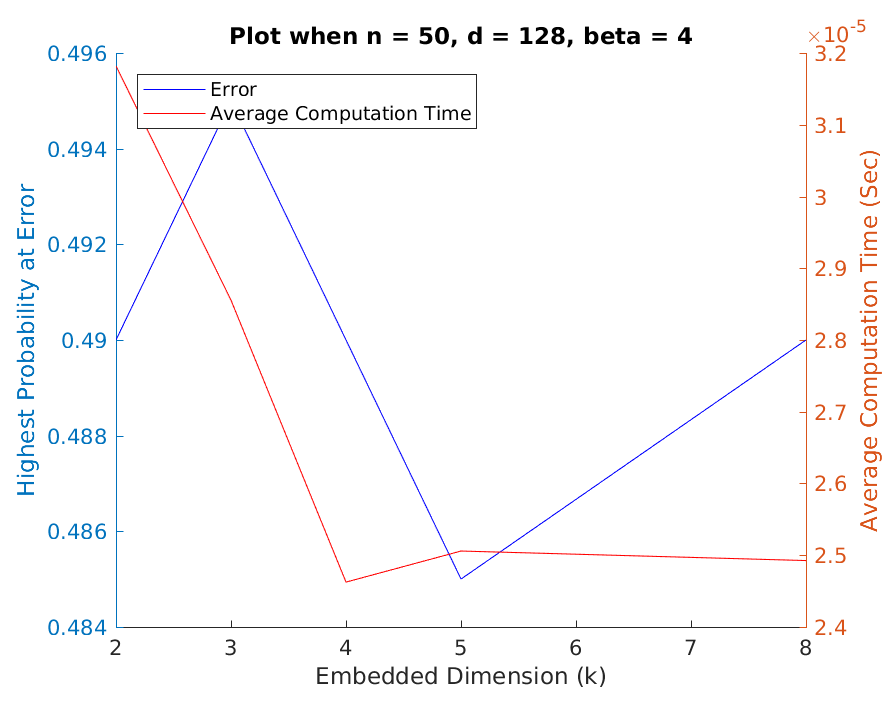 Plot when n = 50, d = 128, beta = 4
×10-5
Error
Average Computation Time
0.496
0.494
0.492
0.49
0.488
0.486
0.484
Highest Probability at Error
3.2
3.1
3
2.9
2.8
2.7
2.6
2.5
2.4
Average Computation Time (Sec)
2 3 4 5 6 7 8
Embedded Dimension (k)